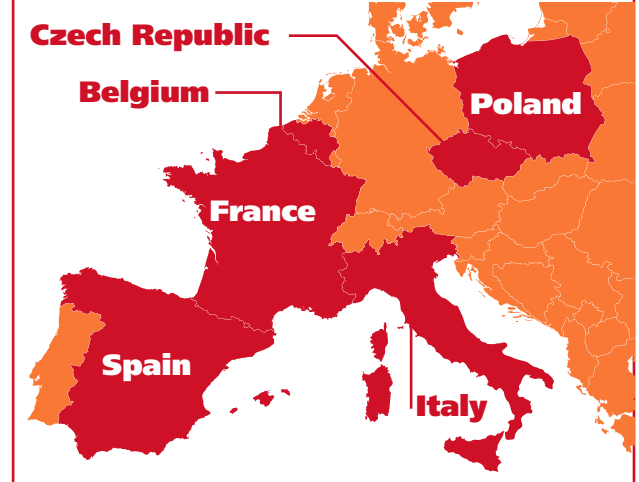 Czech Republic
Belgium
Poland
France
Spain
Italy